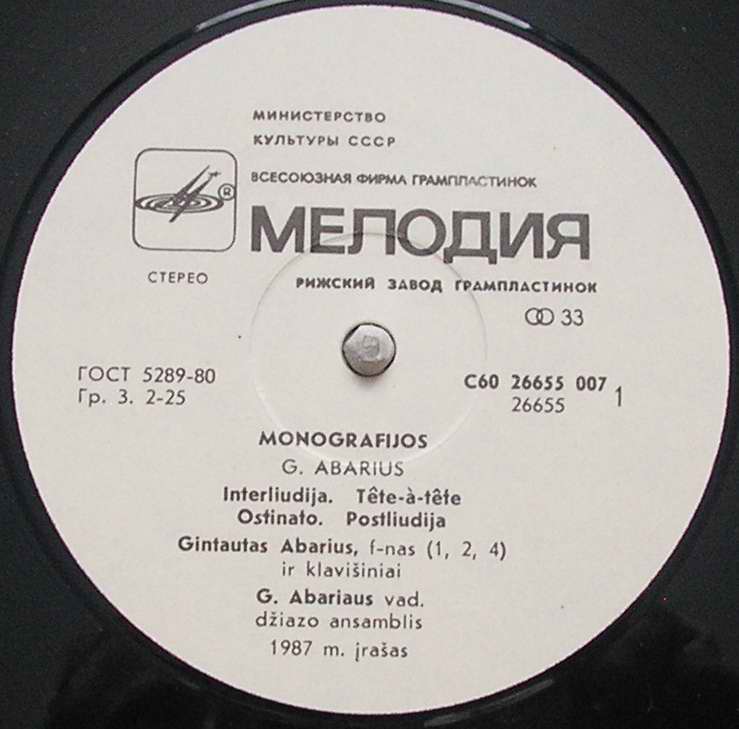 МИНИСТЕРСТВО
КУЛЬТУРЫ СССР
ВСЕСОЮЗНАЯ ФИРМА ГРАМПЛАСТИНОК
®
МЕЛОДИЯ
СТЕРЕО
РИЖСКИЙ ЗАВОД ГРАМПЛАСТИНОК
33
ГОСТ 5289-80
Гр. 3. 2-25
С60 26655 007
26655
1
MONOGRAFIJOS
G. ABARIUS
Interliudija. Tête-à-tête
Ostinato. Postliudija
Gintautas Abarius, f-nas (1, 2, 4)
ir klavišiniai
G. Abariaus vad.
džiazo ansamblis
1987 m. įrašas